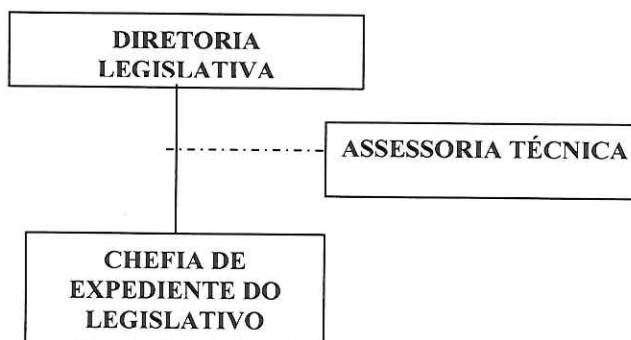 DIRETORIA
LEGISLATIVA
ASSESSORIA TÉCNICA
CHEFIA DE
EXPEDIENTE DO
LEGISLATIVO